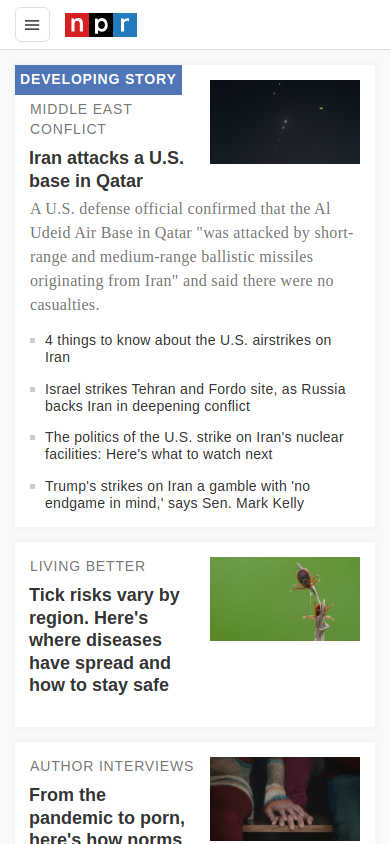 npr
DEVELOPING STORY
MIDDLE EAST
CONFLICT
Iran attacks a U.S.
base in Qatar
A U.S. defense official confirmed that the Al
Udeid Air Base in Qatar "was attacked by short-
range and medium-range ballistic missiles
originating from Iran" and said there were no
casualties.
4 things to know about the U.S. airstrikes on
Iran
Israel strikes Tehran and Fordo site, as Russia
backs Iran in deepening conflict
The politics of the U.S. strike on Iran's nuclear
facilities: Here's what to watch next
Trump's strikes on Iran a gamble with 'no
endgame in mind,' says Sen. Mark Kelly
LIVING BETTER
Tick risks vary by
region. Here's
where diseases
have spread and
how to stay safe
AUTHOR INTERVIEWS
From the
pandemic to porn,
here's how norms